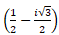 (1/2 − i√3/2)